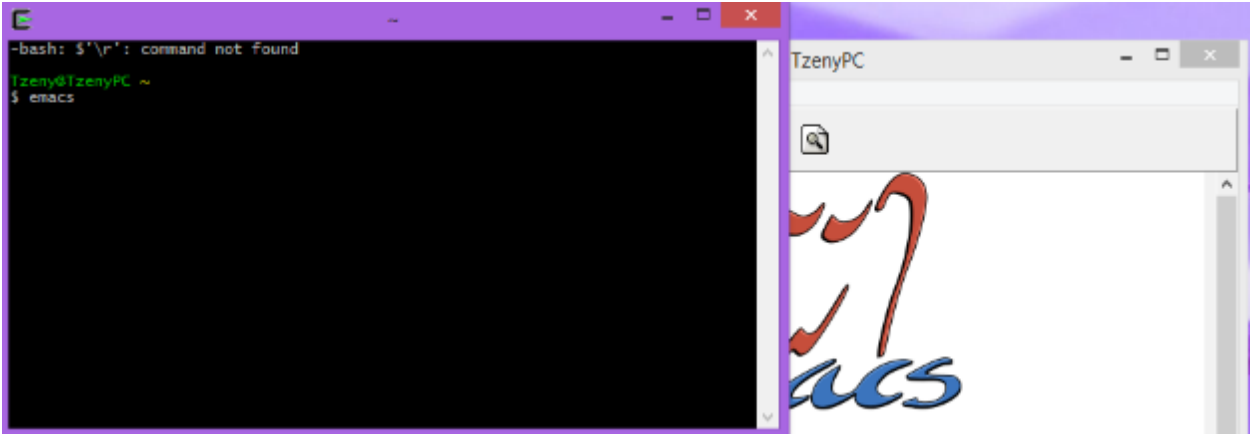 ~
-bash: $'\r': command not found
Tzeny@TzenyPC ~
$ emacs
TzenyPC
acs